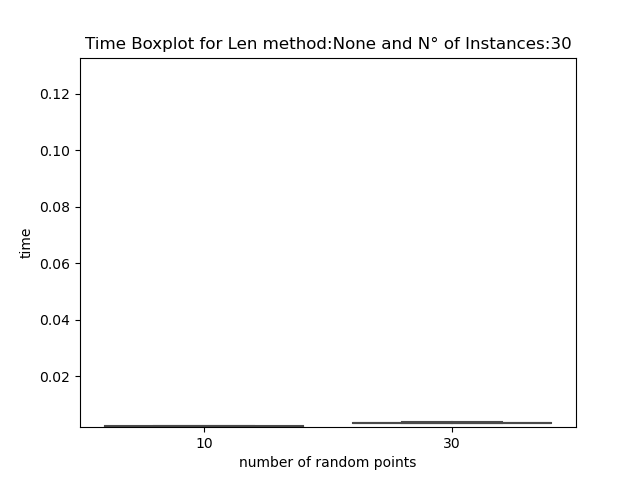 Time Boxplot for Len method:None and N° of Instances:30
0.12
0.10
0.08
0.06
0.04
0.02
time
10 30
number of random points